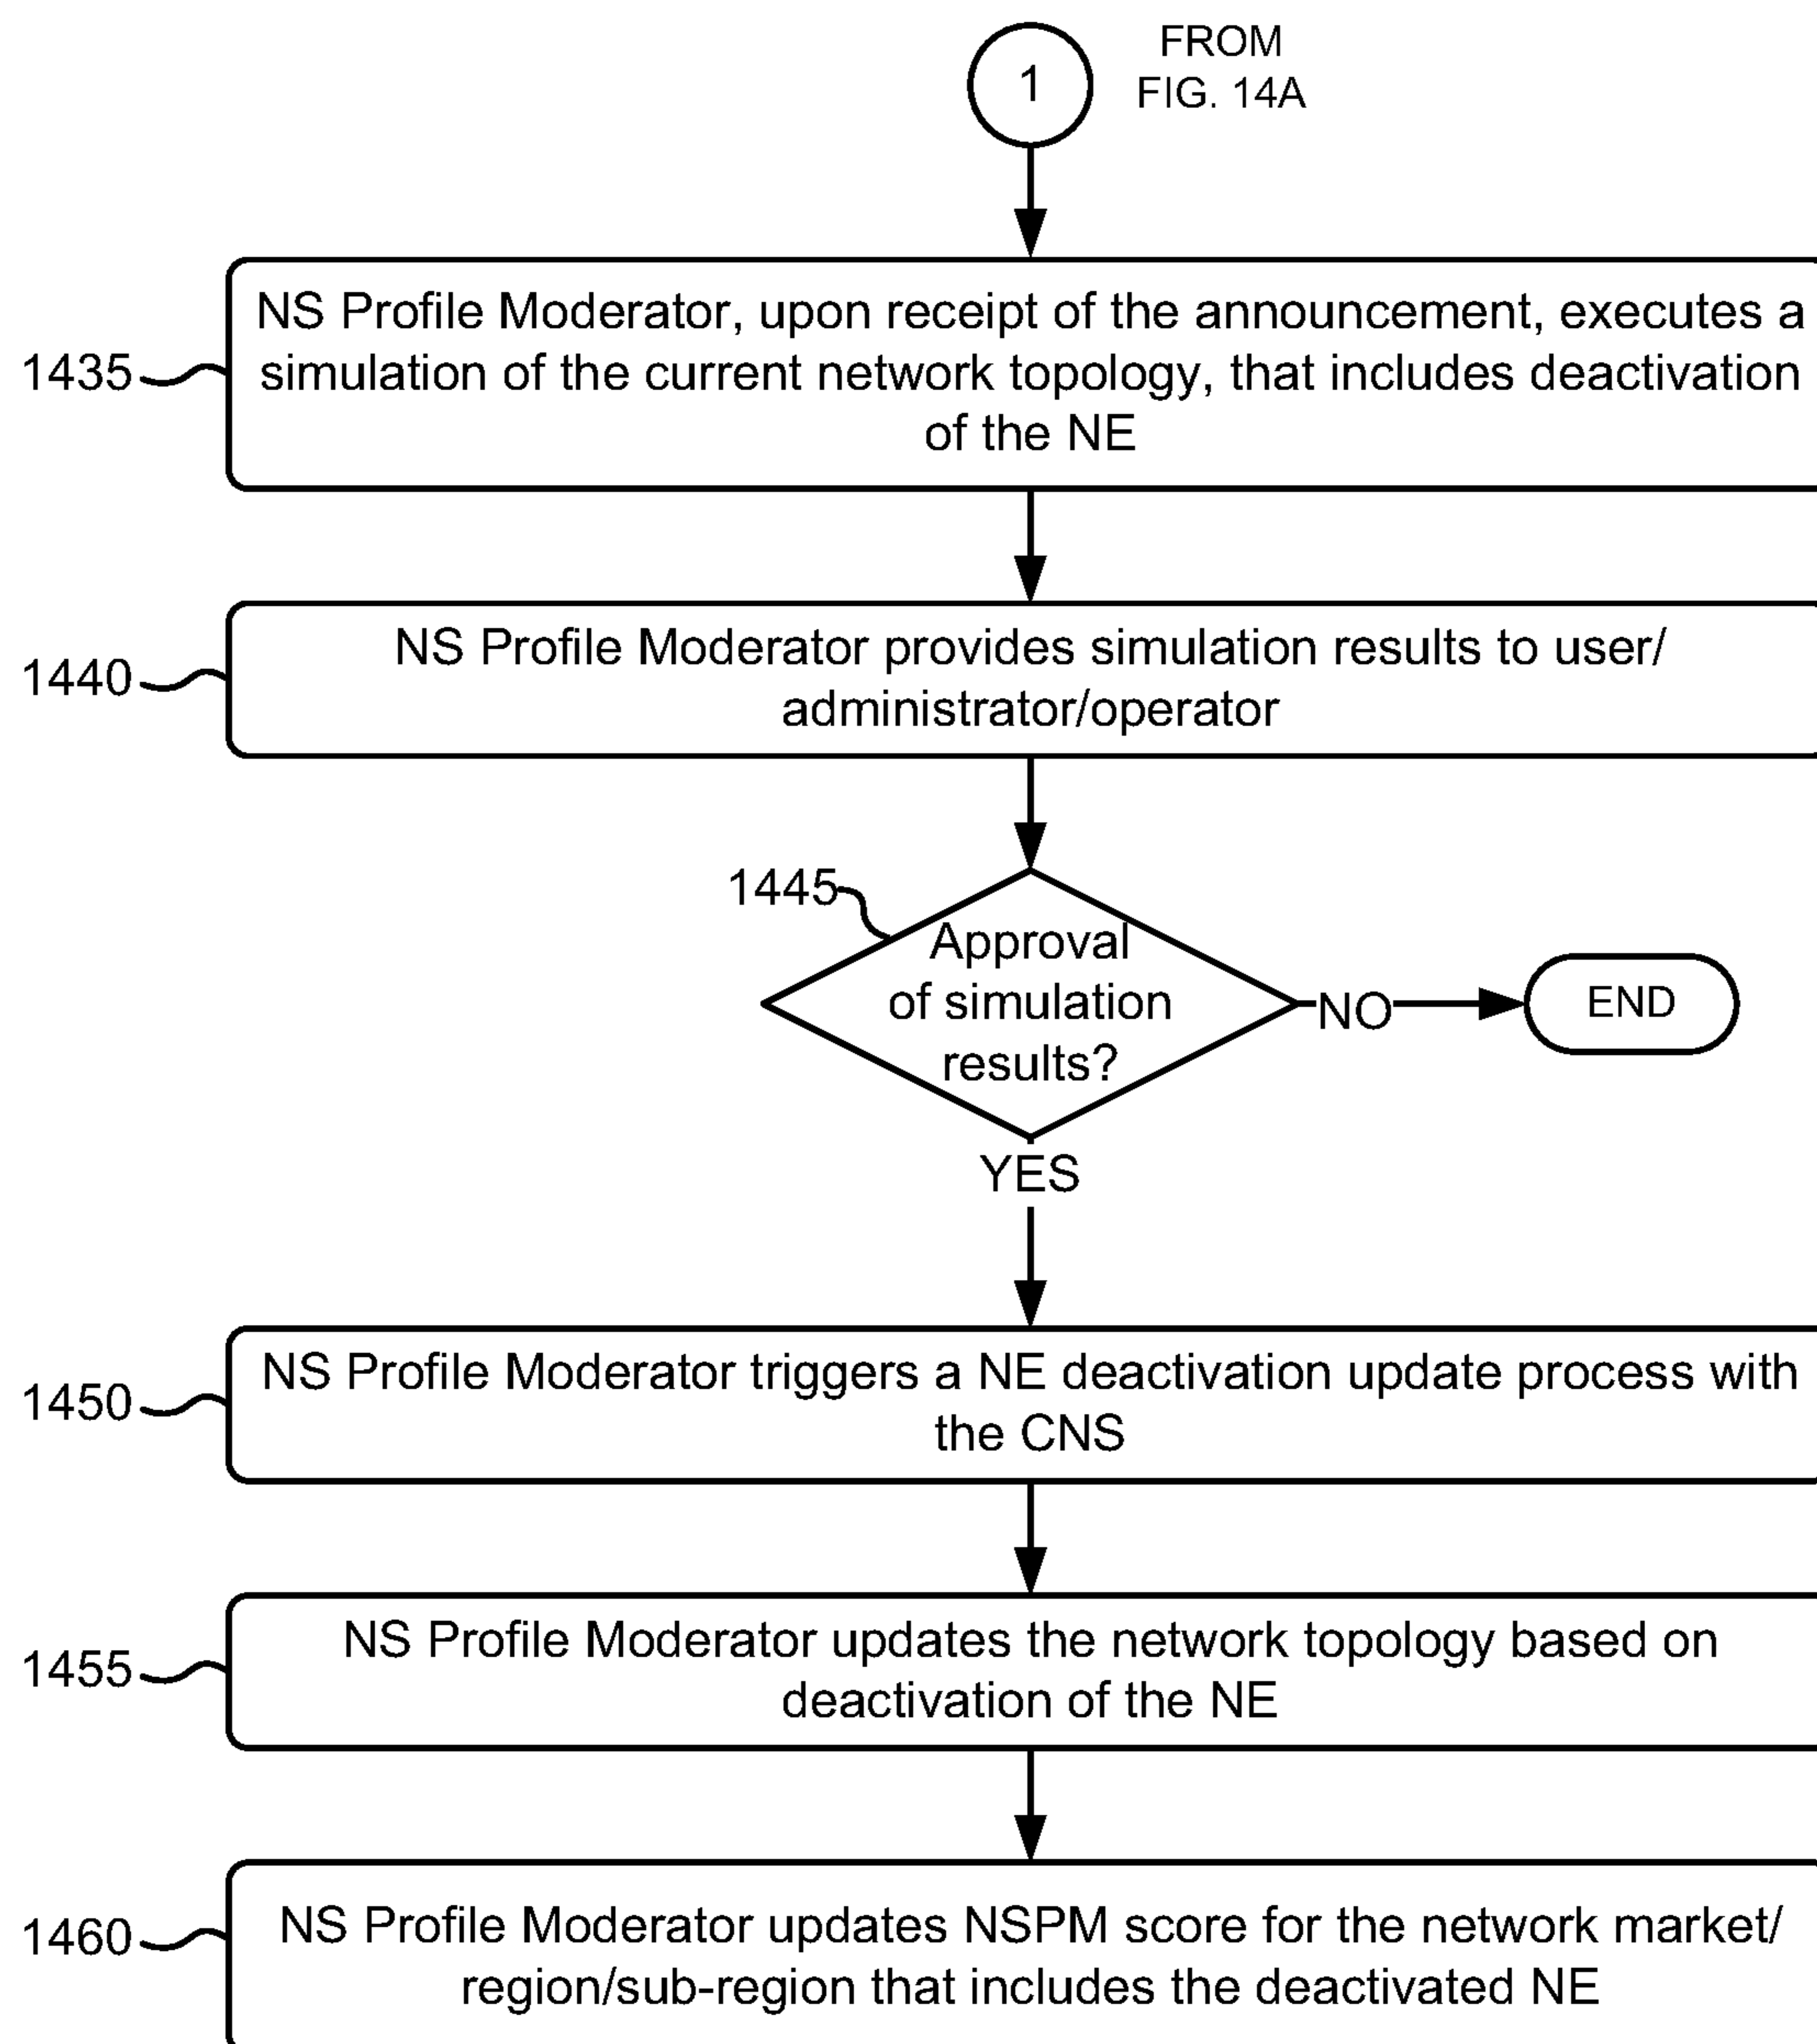 1
FROM
FIG. 14A
1435
NS Profile Moderator, upon receipt of the announcement, executes a
simulation of the current network topology, that includes deactivation
of the NE
1440
NS Profile Moderator provides simulation results to user/
administrator/operator
1445
Approval
of simulation
results?
NO
END
YES
1450
NS Profile Moderator triggers a NE deactivation update process with
the CNS
1455
NS Profile Moderator updates the network topology based on
deactivation of the NE
1460
NS Profile Moderator updates NSPM score for the network market/
region/sub-region that includes the deactivated NE